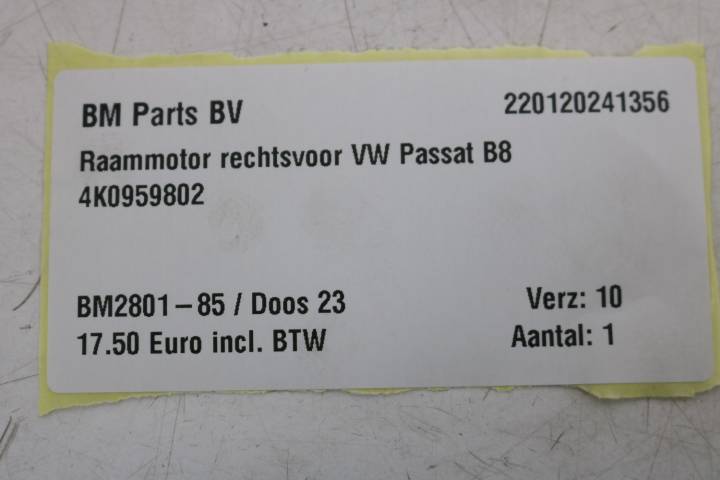 BM Parts BV 220120241356
Raammotor rechtsvoor VW Passat B8
4K0959802
BM2801-85 / Doos 23 Verz: 10
17.50 Euro incl. BTW Aantal: 1